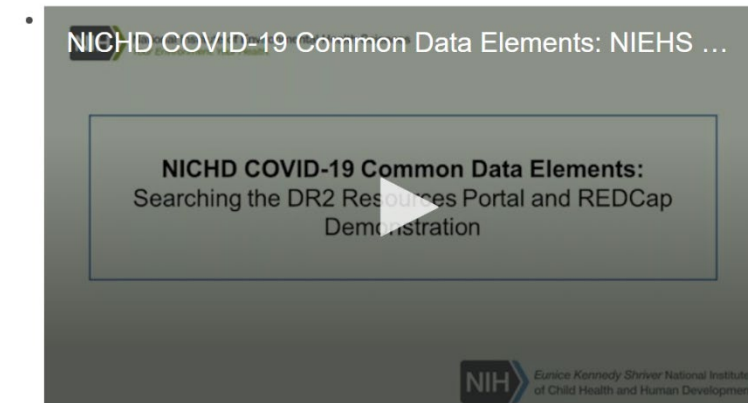 NICHD COVID-19 Common Data Elements: NIEHS …
NICHD COVID-19 Common Data Elements:
Searching the DR2 Resources Portal and REDCap
Demonstration
NIH
Eunice Kennedy Shriver National Institute
of Child Health and Human Development